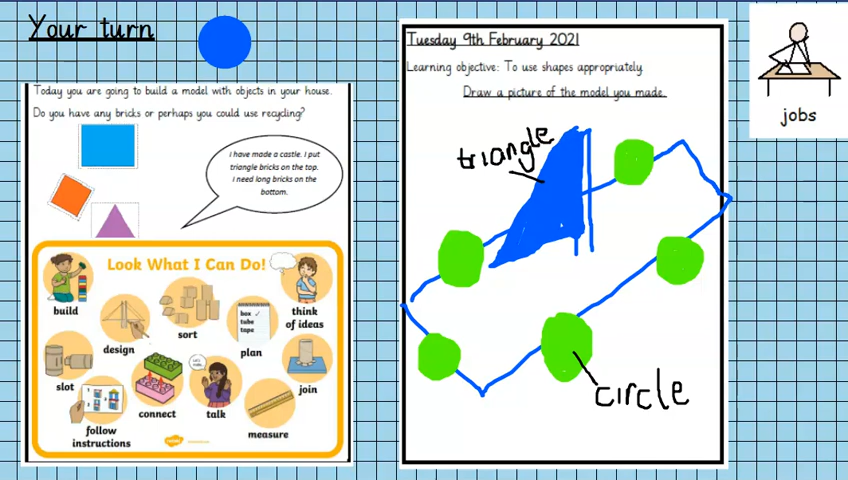 Your turn
Today you are going to build a model with objects in your house.
Do you have any bricks or perhaps you could use recycling?
I have made a castle. I put
triangle bricks on the top.
I need long bricks on the
bottom.
Look What I Can Do!
build
design
sort
box ✓
tube
tape
plan
think
of ideas
slot
follow
instructions
connect
talk
measure
join
Tuesday 9th February 2021
Learning objective: To use shapes appropriately
Draw a picture of the model you made.
triangle
circle
jobs